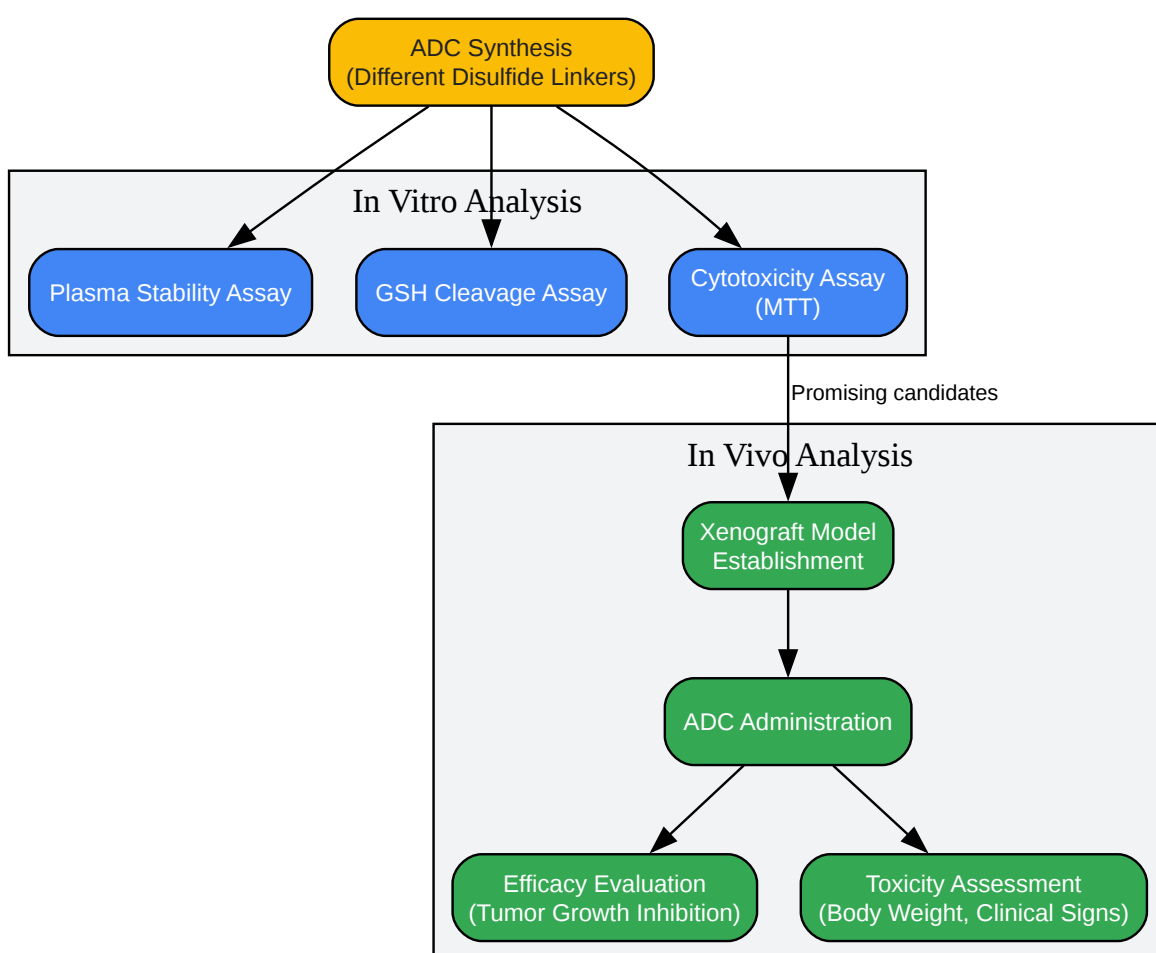 ADC Synthesis
(Different Disulfide Linkers)
In Vitro Analysis
Plasma Stability Assay
GSH Cleavage Assay
Cytotoxicity Assay
(MTT)
Promising candidates
In Vivo Analysis
Xenograft Model
Establishment
ADC Administration
Efficacy Evaluation
(Tumor Growth Inhibition)
Toxicity Assessment
(Body Weight, Clinical Signs)